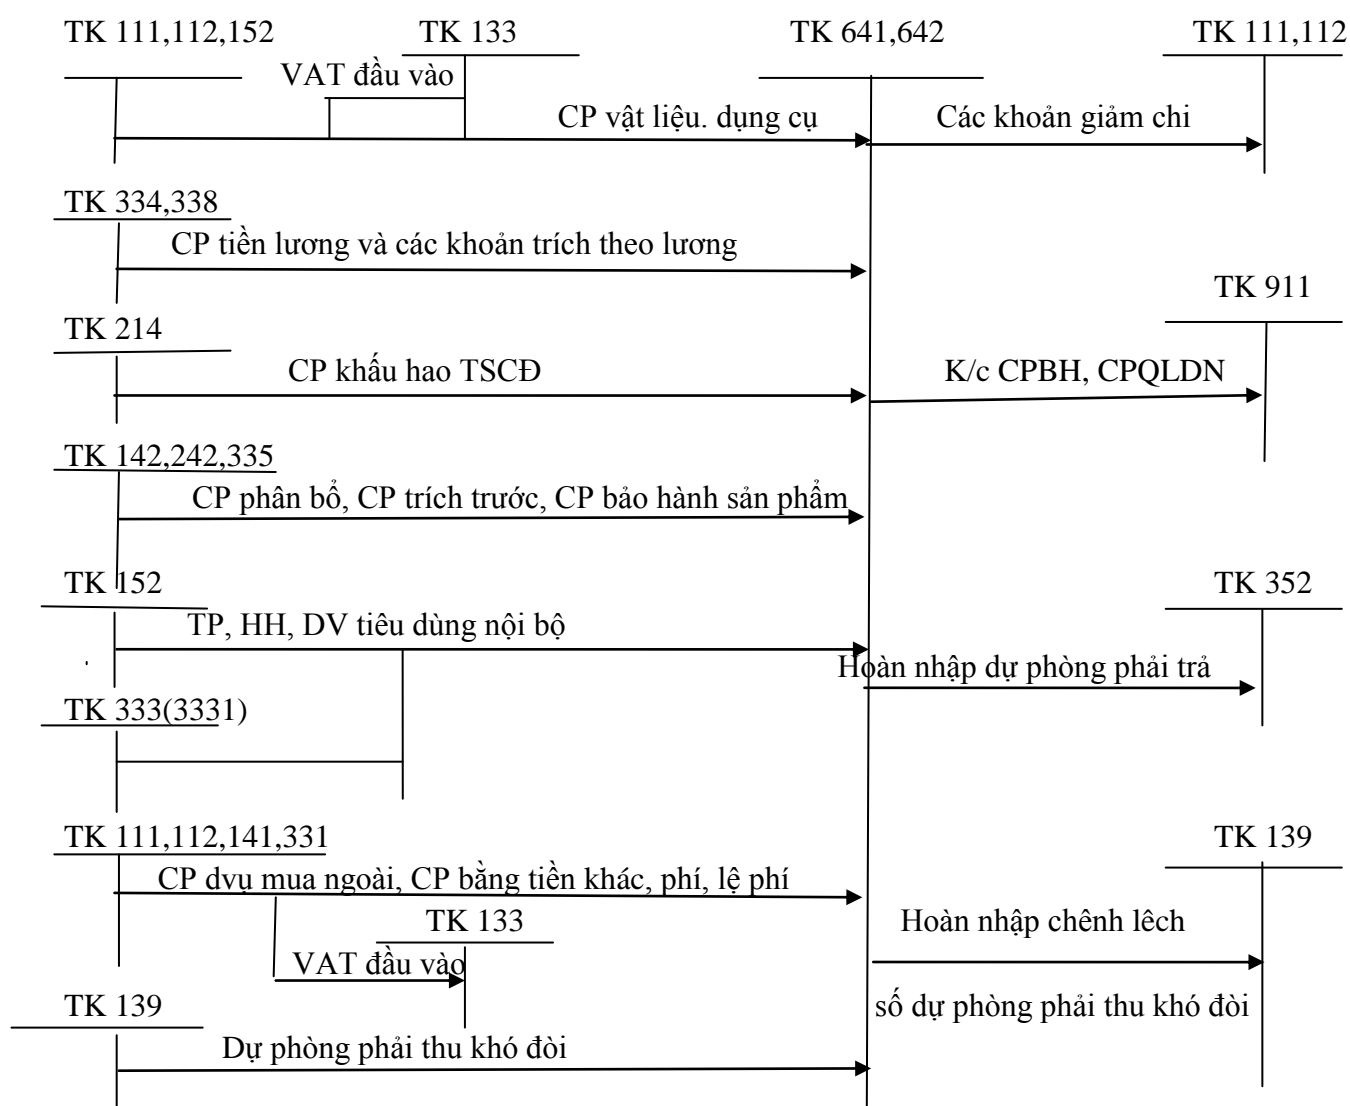 TK 111,112,152
TK 133
TK 641,642
TK 111,112
VAT đầu vào
CP vật liệu. dụng cụ
Các khoản giảm chi
TK 334,338
CP tiền lương và các khoản trích theo lương
TK 911
TK 214
CP khấu hao TSCĐ
K/c CPBH, CPQLDN
TK 142,242,335
CP phân bổ, CP trích trước, CP bảo hành sản phẩm
TK 152
TK 352
TP, HH, DV tiêu dùng nội bộ
Hoàn nhập dự phòng phải trả
TK 333(3331)
TK 111,112,141,331
TK 139
CP dvụ mua ngoài, CP bằng tiền khác, phí, lệ phí
TK 133
Hoàn nhập chênh lêch
VAT đầu vào
TK 139
số dự phòng phải thu khó đòi
Dự phòng phải thu khó đòi